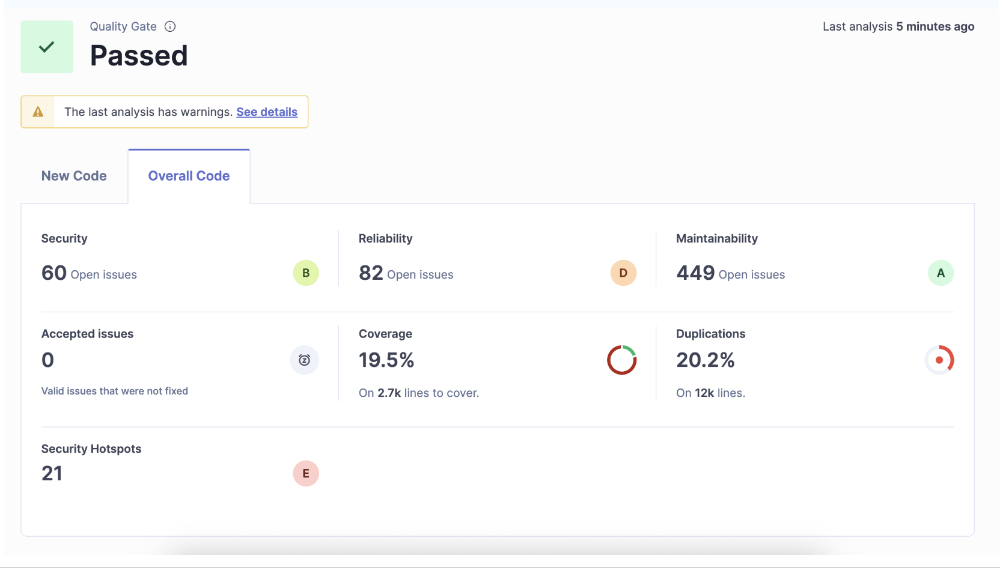 Quality Gate
Last analysis 5 minutes ago
Passed
The last analysis has warnings. See details
New Code
Overall Code
Security
Reliability
Maintainability
60 Open issues
B
82 Open issues
D
449 Open issues
A
Accepted issues
Coverage
Duplications
0
19.5%
20.2%
Valid issues that were not fixed
On 2.7k lines to cover.
On 12k lines.
Security Hotspots
21
E